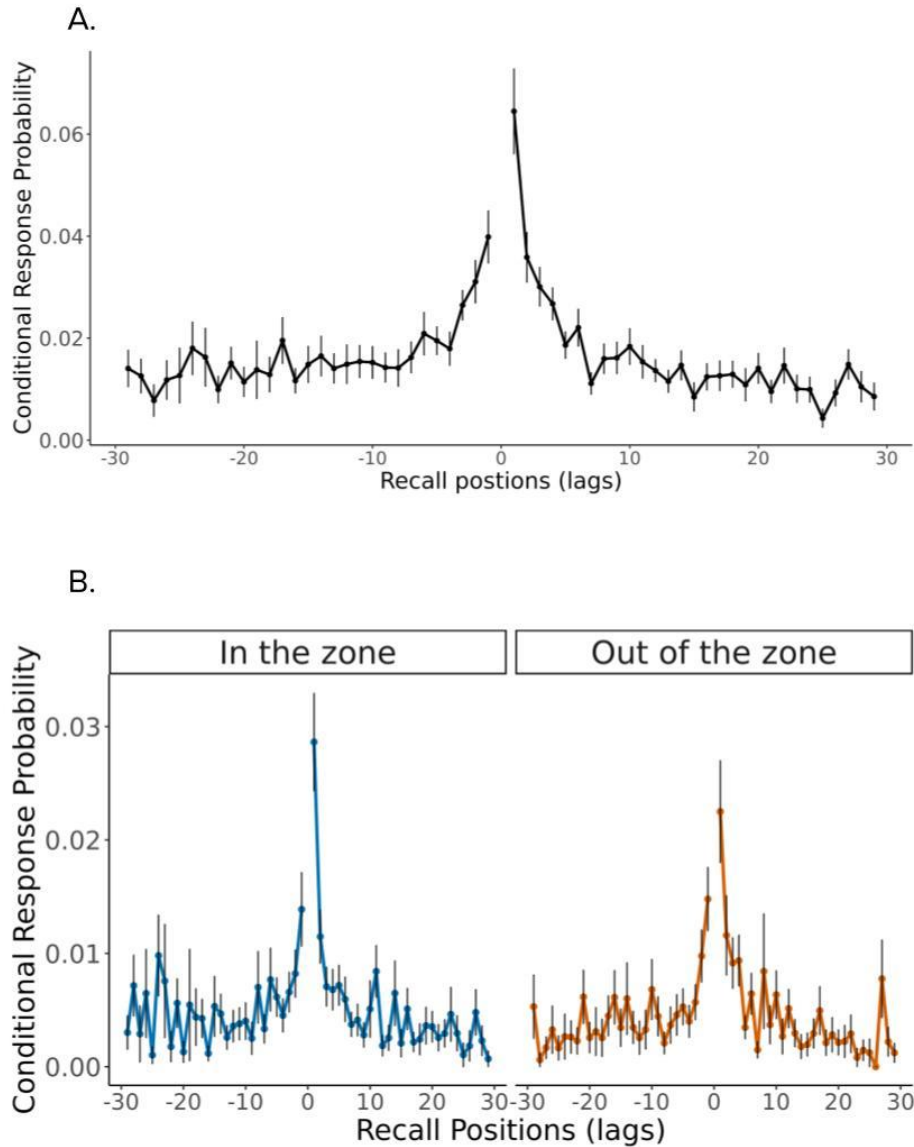 A.
Conditional Response Probability
0.06
0.04
0.02
0.00
-30 -20 -10 0 10 20 30
Recall postions (lags)
B.
In the zone Out of the zone
Conditional Response Probability
0.03
0.02
0.01
0.00
-30 -20 -10 0 10 20 30 -30 -20 -10 0 10 20 30
Recall Positions (lags)